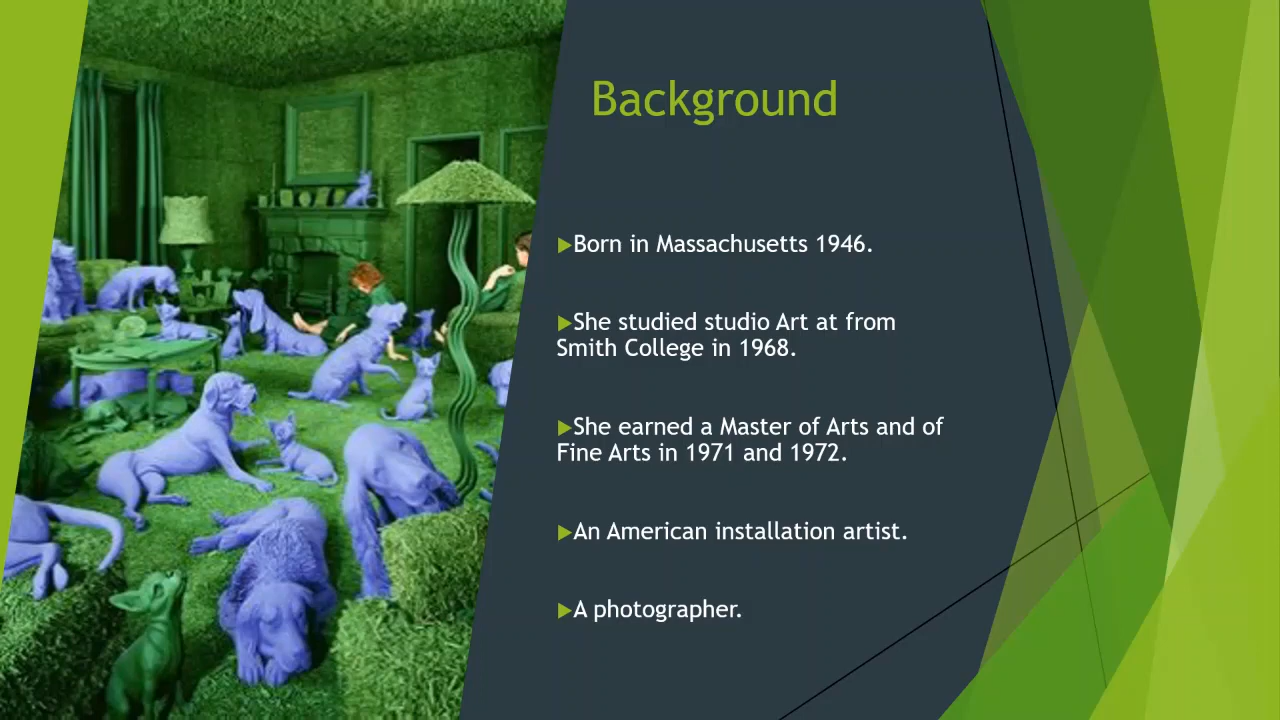 Background
Born in Massachusetts 1946.
She studied studio Art at from
Smith College in 1968.
She earned a Master of Arts and of
Fine Arts in 1971 and 1972.
An American installation artist.
A photographer.